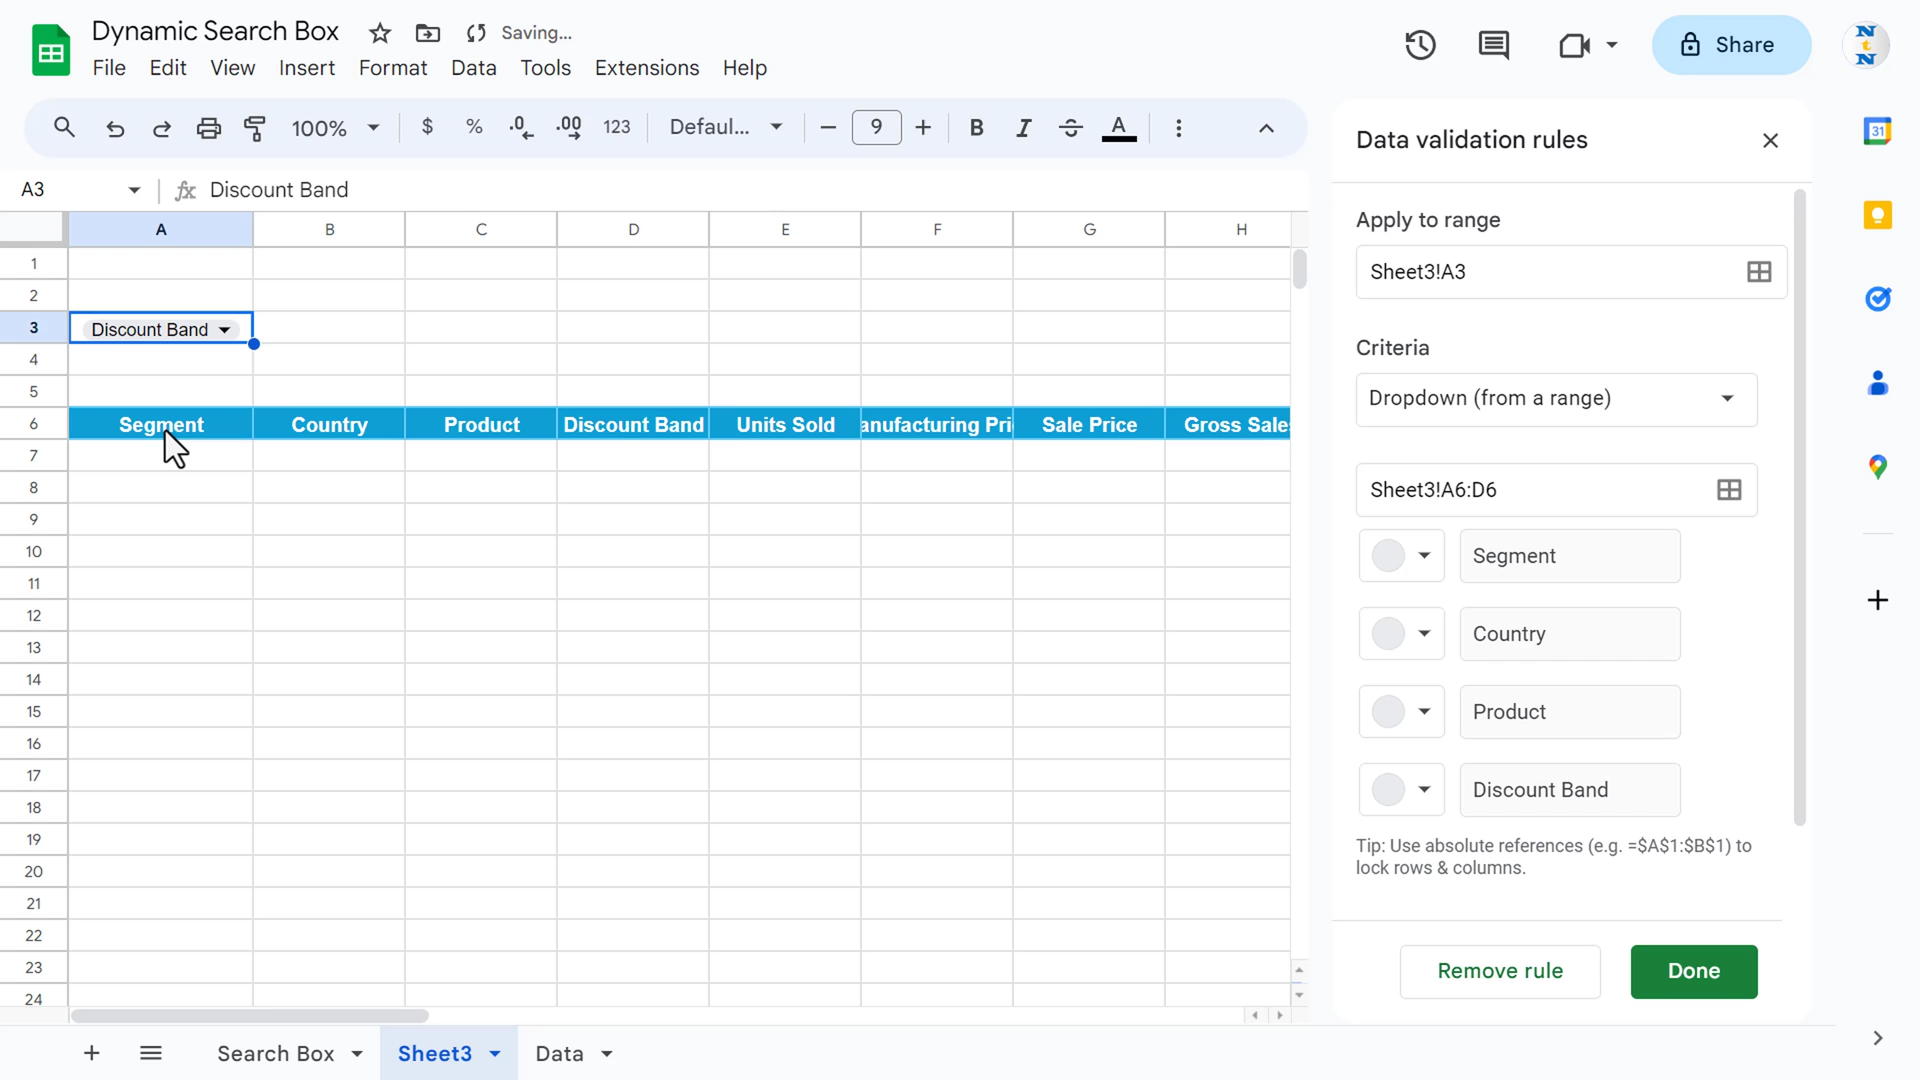 Dynamic Search Box
Saving...
File Edit View Insert Format Data Tools Extensions Help
Share
N
t
N
100% $ % .0 .00 123 Defaul... 9 B I A
A3 fx Discount Band
A B C D E F G H
1
2
3 Discount Band
4
5
6 Segment Country Product Discount Band Units Sold anufacturing Pri Sale Price Gross Sale
7
8
9
10
11
12
13
14
15
16
17
18
19
20
21
22
23
24
Data validation rules
Apply to range
Sheet3!A3
Criteria
Dropdown (from a range)
Sheet3!A6:D6
Segment
Country
Product
Discount Band
Tip: Use absolute references (e.g. =$A$1:$B$1) to
lock rows & columns.
Remove rule Done
31
Search Box Sheet3 Data